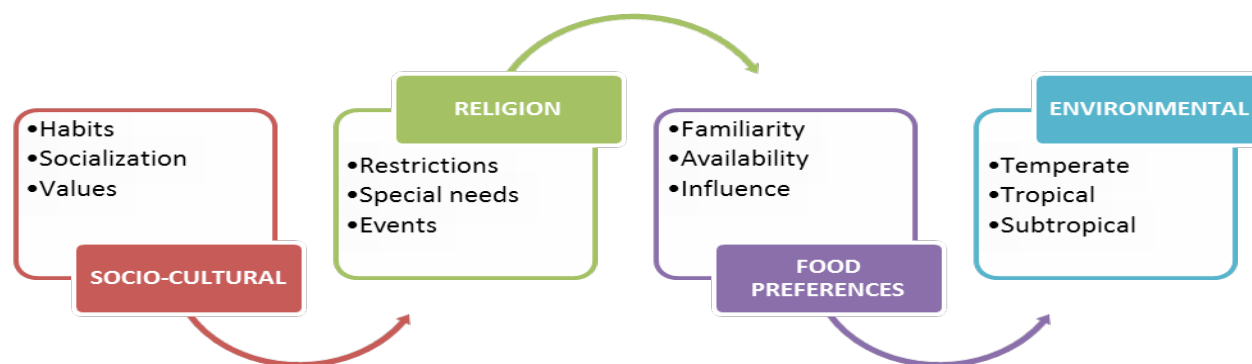 •Habits
•Socialization
•Values
SOCIO-CULTURAL
RELIGION
•Restrictions
•Special needs
•Events
•Familiarity
•Availability
•Influence
FOOD
PREFERENCES
ENVIRONMENTAL
•Temperate
•Tropical
•Subtropical